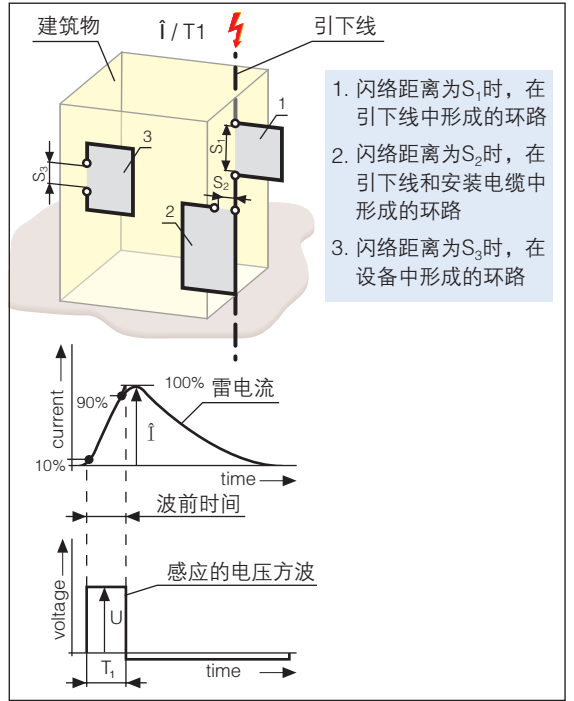 建筑物
Î / T1
引下线
1
S₁
3
S₃
S₂
2
1. 闪络距离为S₁时，在
引下线中形成的环路
2. 闪络距离为S₂时，在
引下线和安装电缆中
形成的环路
3. 闪络距离为S₃时，在
设备中形成的环路
current
100%
雷电流
90%
Î
10%
time
波前时间
voltage
感应的电压方波
U
T₁
time